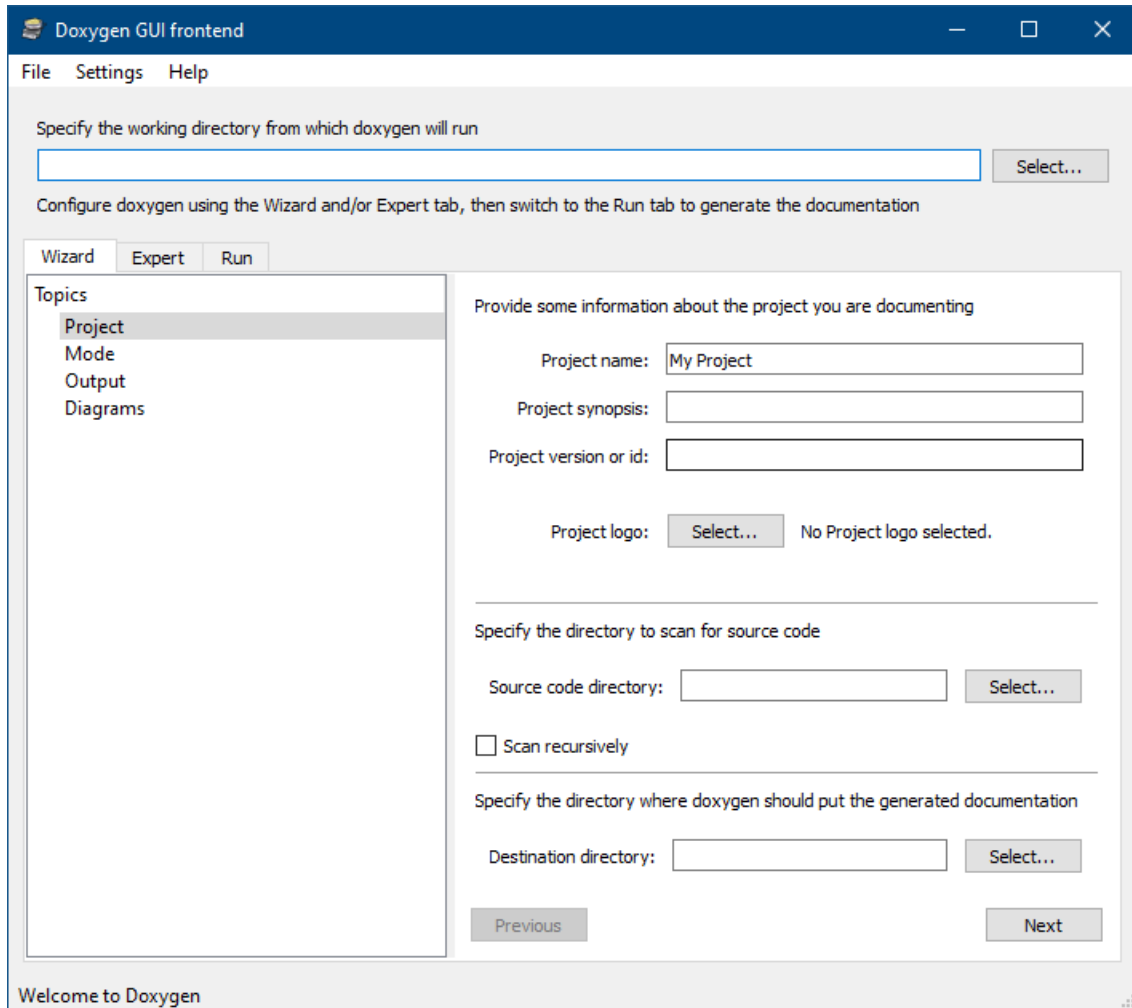 Doxygen GUI frontend
File Settings Help
Specify the working directory from which doxygen will run
Select...
Configure doxygen using the Wizard and/or Expert tab, then switch to the Run tab to generate the documentation
Wizard Expert Run
Topics
Project
Mode
Output
Diagrams
Provide some information about the project you are documenting
Project name: My Project
Project synopsis:
Project version or id:
Project logo: Select... No Project logo selected.
Specify the directory to scan for source code
Source code directory: Select...
Scan recursively
Specify the directory where doxygen should put the generated documentation
Destination directory: Select...
Previous Next
Welcome to Doxygen